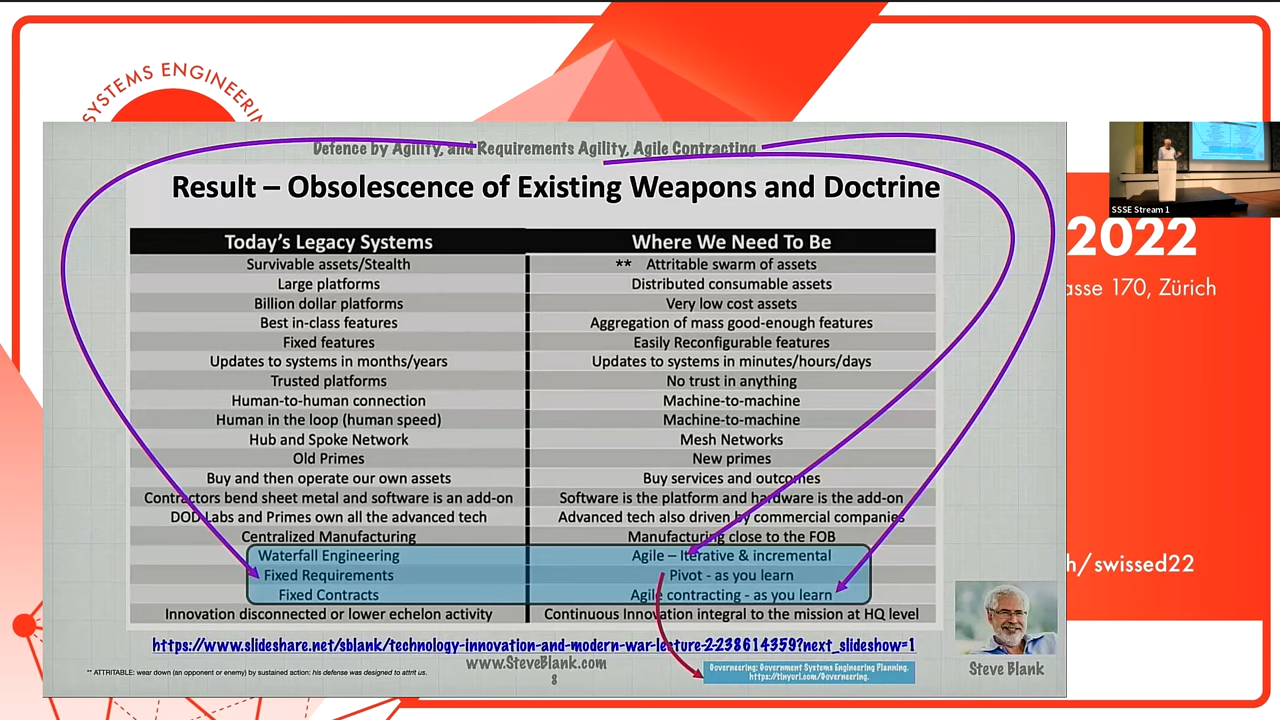 SYSTEMS ENGINEERIN
Defence by Agility, and Requirements Agility, Agile Contracting
Result – Obsolescence of Existing Weapons and Doctrine
Today's Legacy Systems Where We Need To Be
Survivable assets/Stealth ** Attritable swarm of assets
Large platforms Distributed consumable assets
Billion dollar platforms Very low cost assets
Best in-class features Aggregation of mass good-enough features
Fixed features Easily Reconfigurable features
Updates to systems in months/years Updates to systems in minutes/hours/days
Trusted platforms No trust in anything
Human-to-human connection Machine-to-machine
Human in the loop (human speed) Machine-to-machine
Hub and Spoke Network Mesh Networks
Old Primes New primes
Buy and then operate our own assets Buy services and outcomes
Contractors bend sheet metal and software is an add-on Software is the platform and hardware is the add-on
DOD Labs and Primes own all the advanced tech Advanced tech also driven by commercial companies
Centralized Manufacturing Manufacturing close to the FOB
Waterfall Engineering Agile – Iterative & incremental
Fixed Requirements Pivot - as you learn
Fixed Contracts Agile contracting - as you learn
Innovation disconnected or lower echelon activity Continuous Innovation integral to the mission at HQ level
https://www.slideshare.net/sblank/technology-innovation-and-modern-war-lecture-2-238614359?next_slideshow=1
www.SteveBlank.com
8
** ATTRITABLE: wear down (an opponent or enemy) by sustained action: his defense was designed to attrit us.
Governeering: Government Systems Engineering Planning.
https://tinyurl.com/Governeering.
Steve Blank
SSSE Stream 1
2022
asse 170, Zürich
h/swissed22